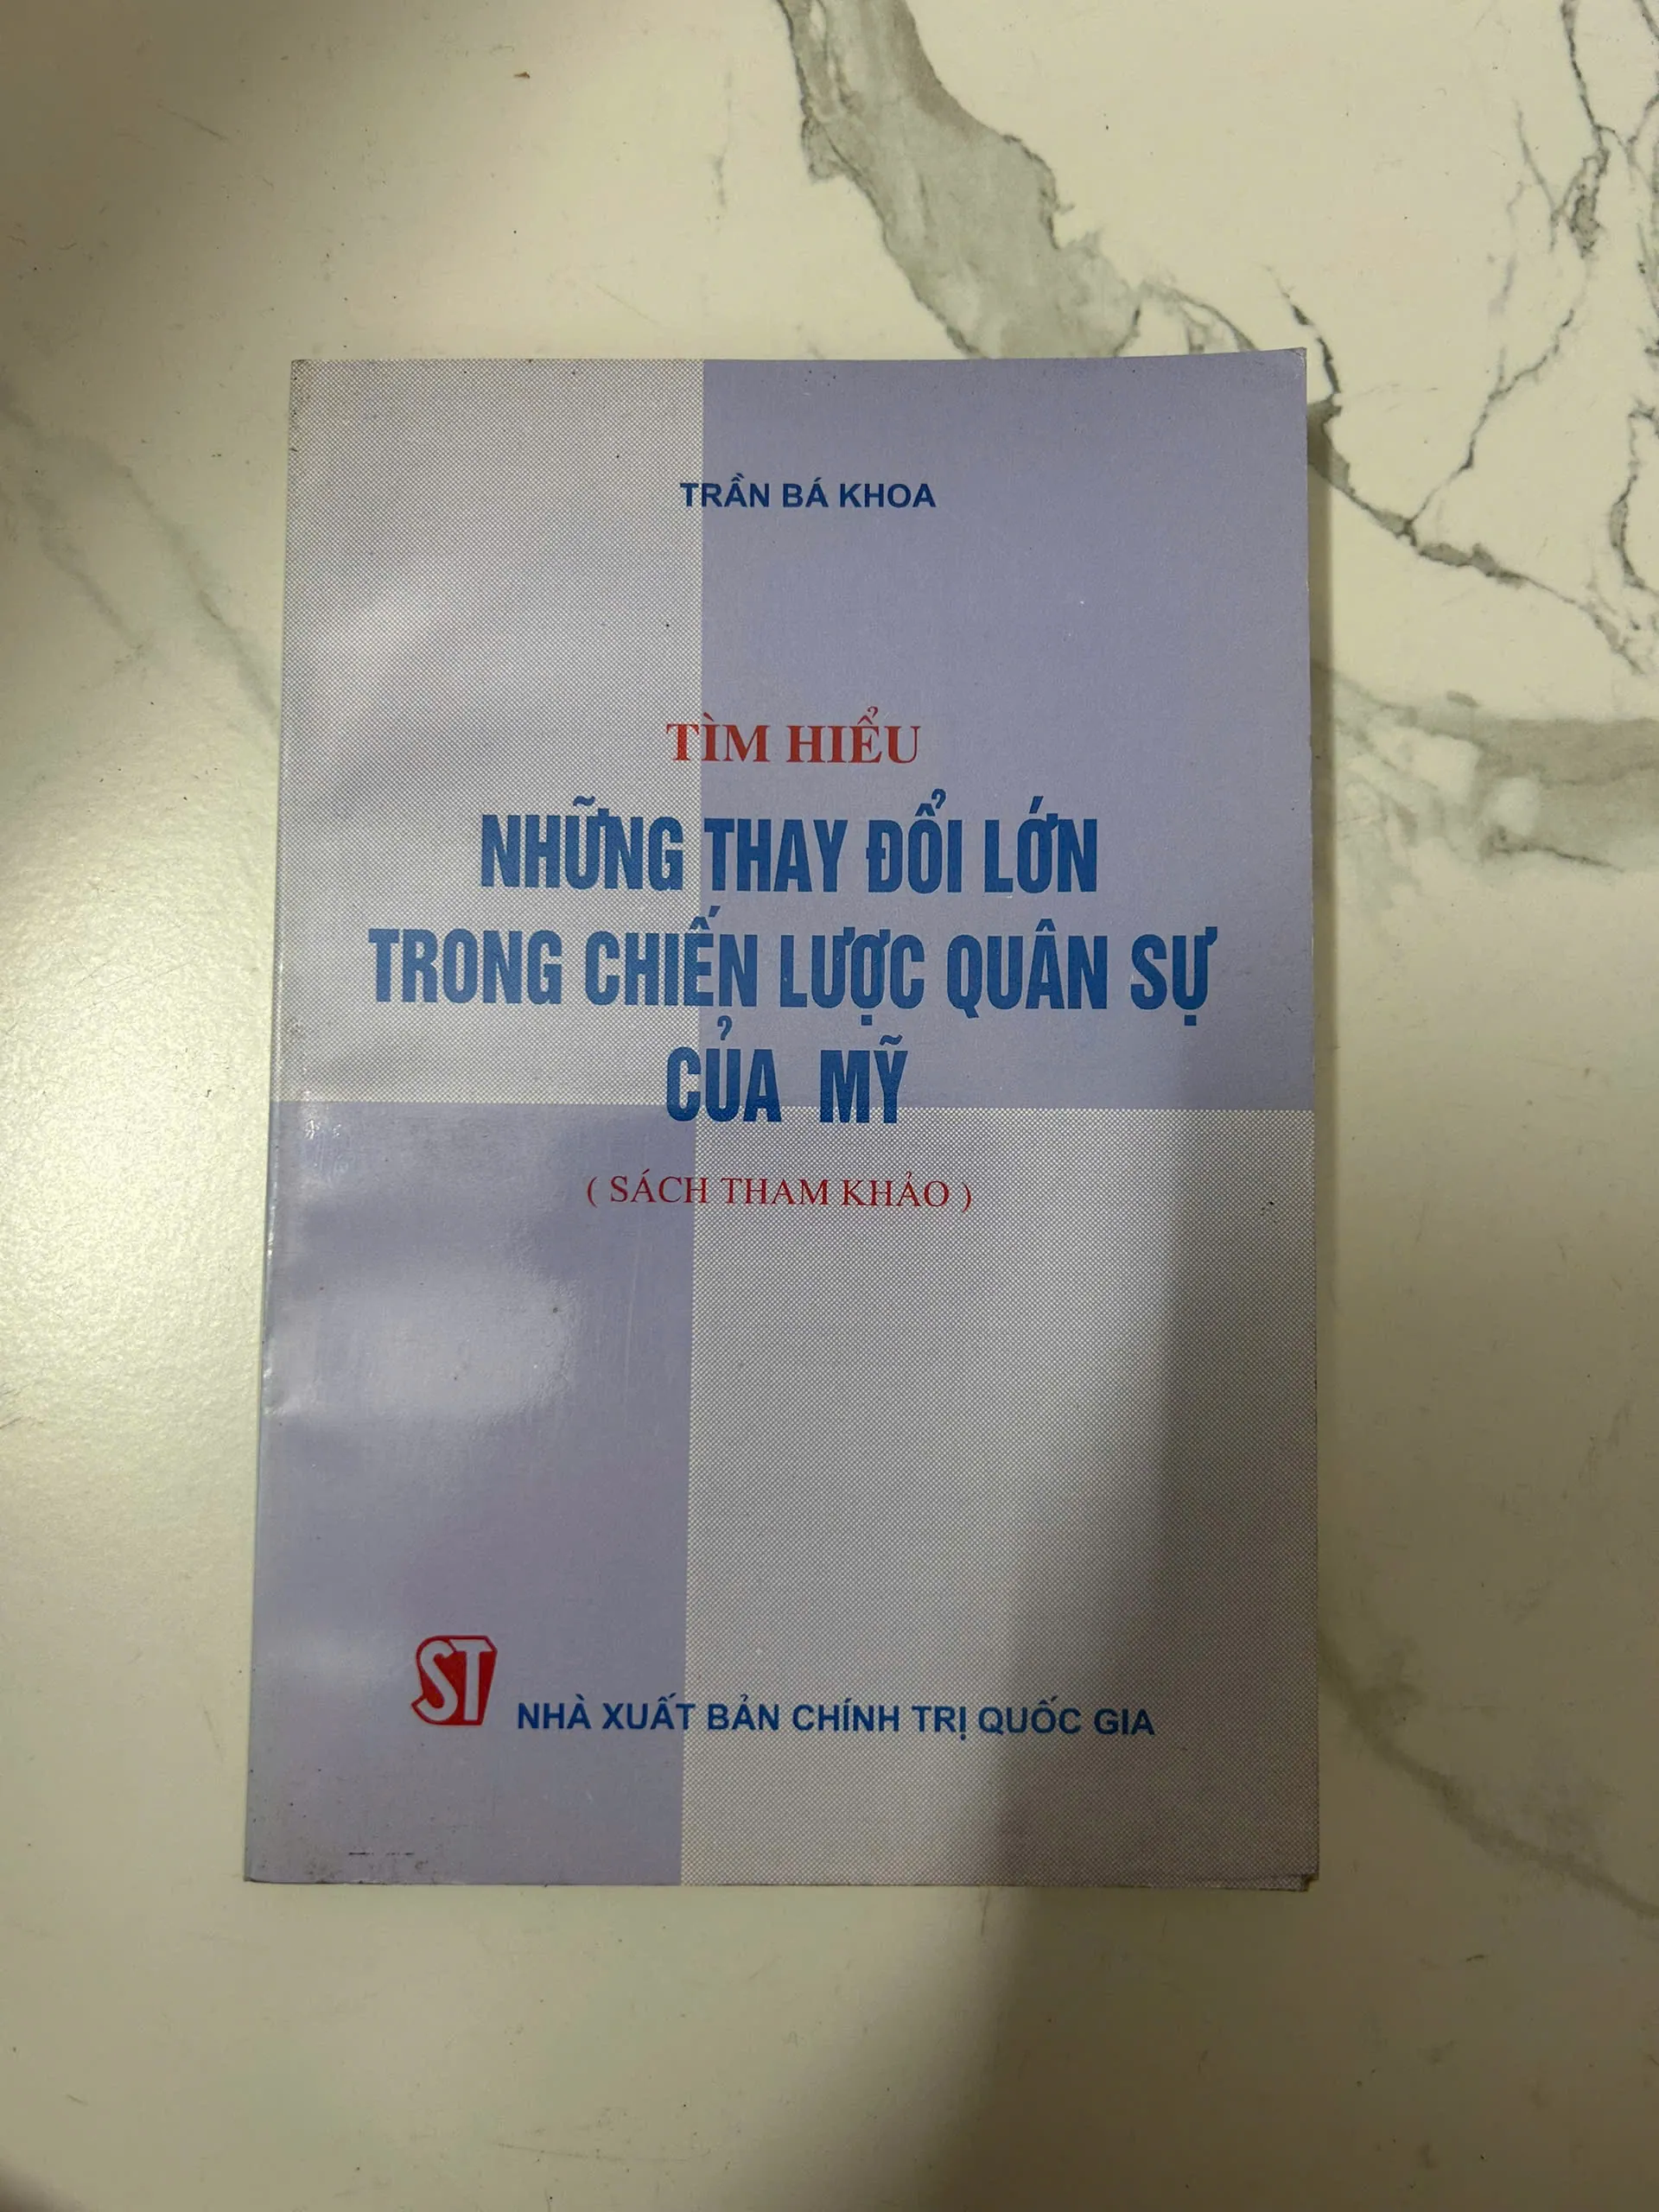 TRẦN BÁ KHOA
TÌM HIỂU
NHỮNG THAY ĐỔI LỚN
TRONG CHIẾN LƯỢC QUÂN SỰ
CỦA MỸ
( SÁCH THAM KHẢO )
ST
NHÀ XUẤT BẢN CHÍNH TRỊ QUỐC GIA